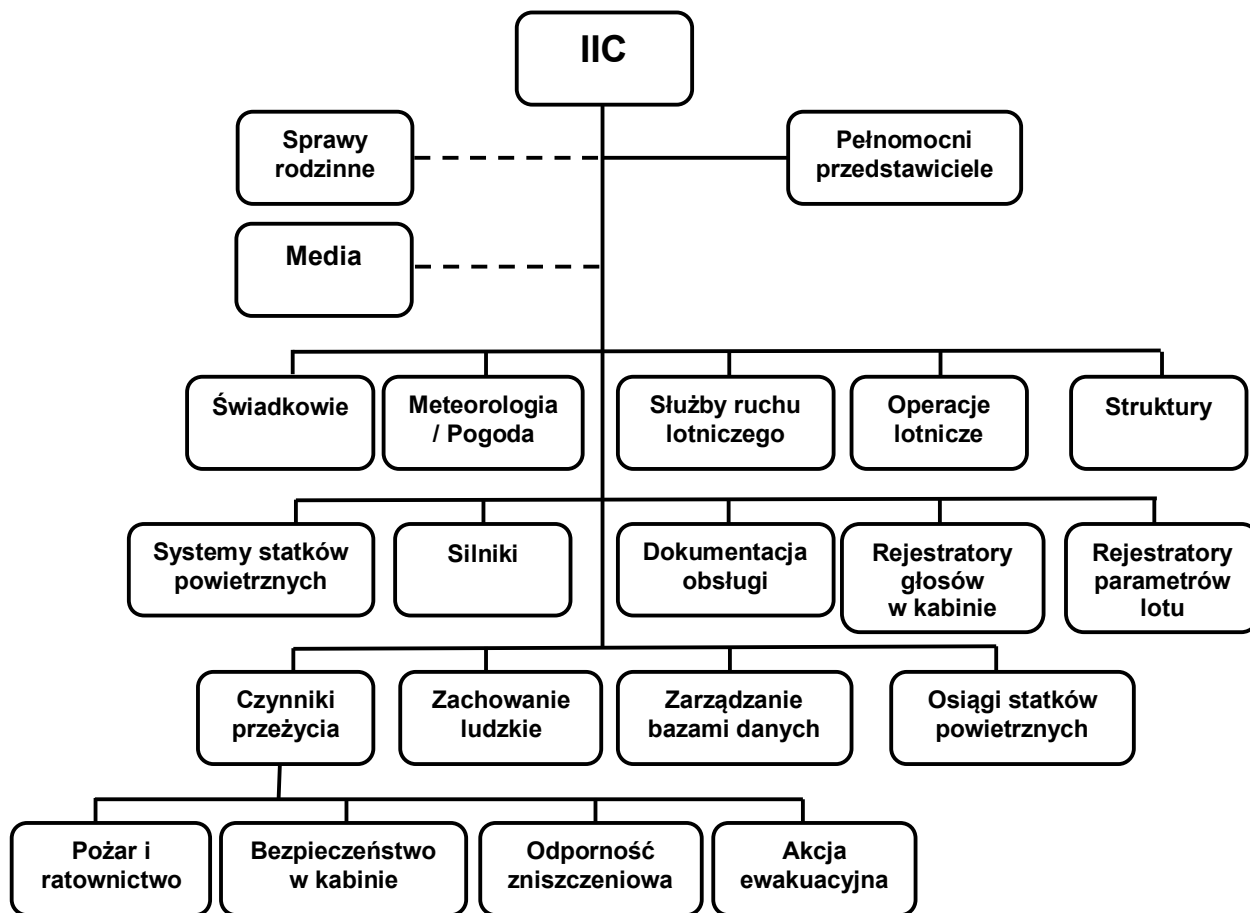 IIC
Sprawy
rodzinne
Pełnomocni
przedstawiciele
Media
Świadkowie
Meteorologia
/ Pogoda
Służby ruchu
lotniczego
Operacje
lotnicze
Struktury
Systemy statków
powietrznych
Silniki
Dokumentacja
obsługi
Rejestratory
głosów
w kabinie
Rejestratory
parametrów
lotu
Czynniki
przeżycia
Zachowanie
ludzkie
Zarządzanie
bazami danych
Osiągi statków
powietrznych
Pożar i
ratownictwo
Bezpieczeństwo
w kabinie
Odporność
zniszczeniowa
Akcja
ewakuacyjna